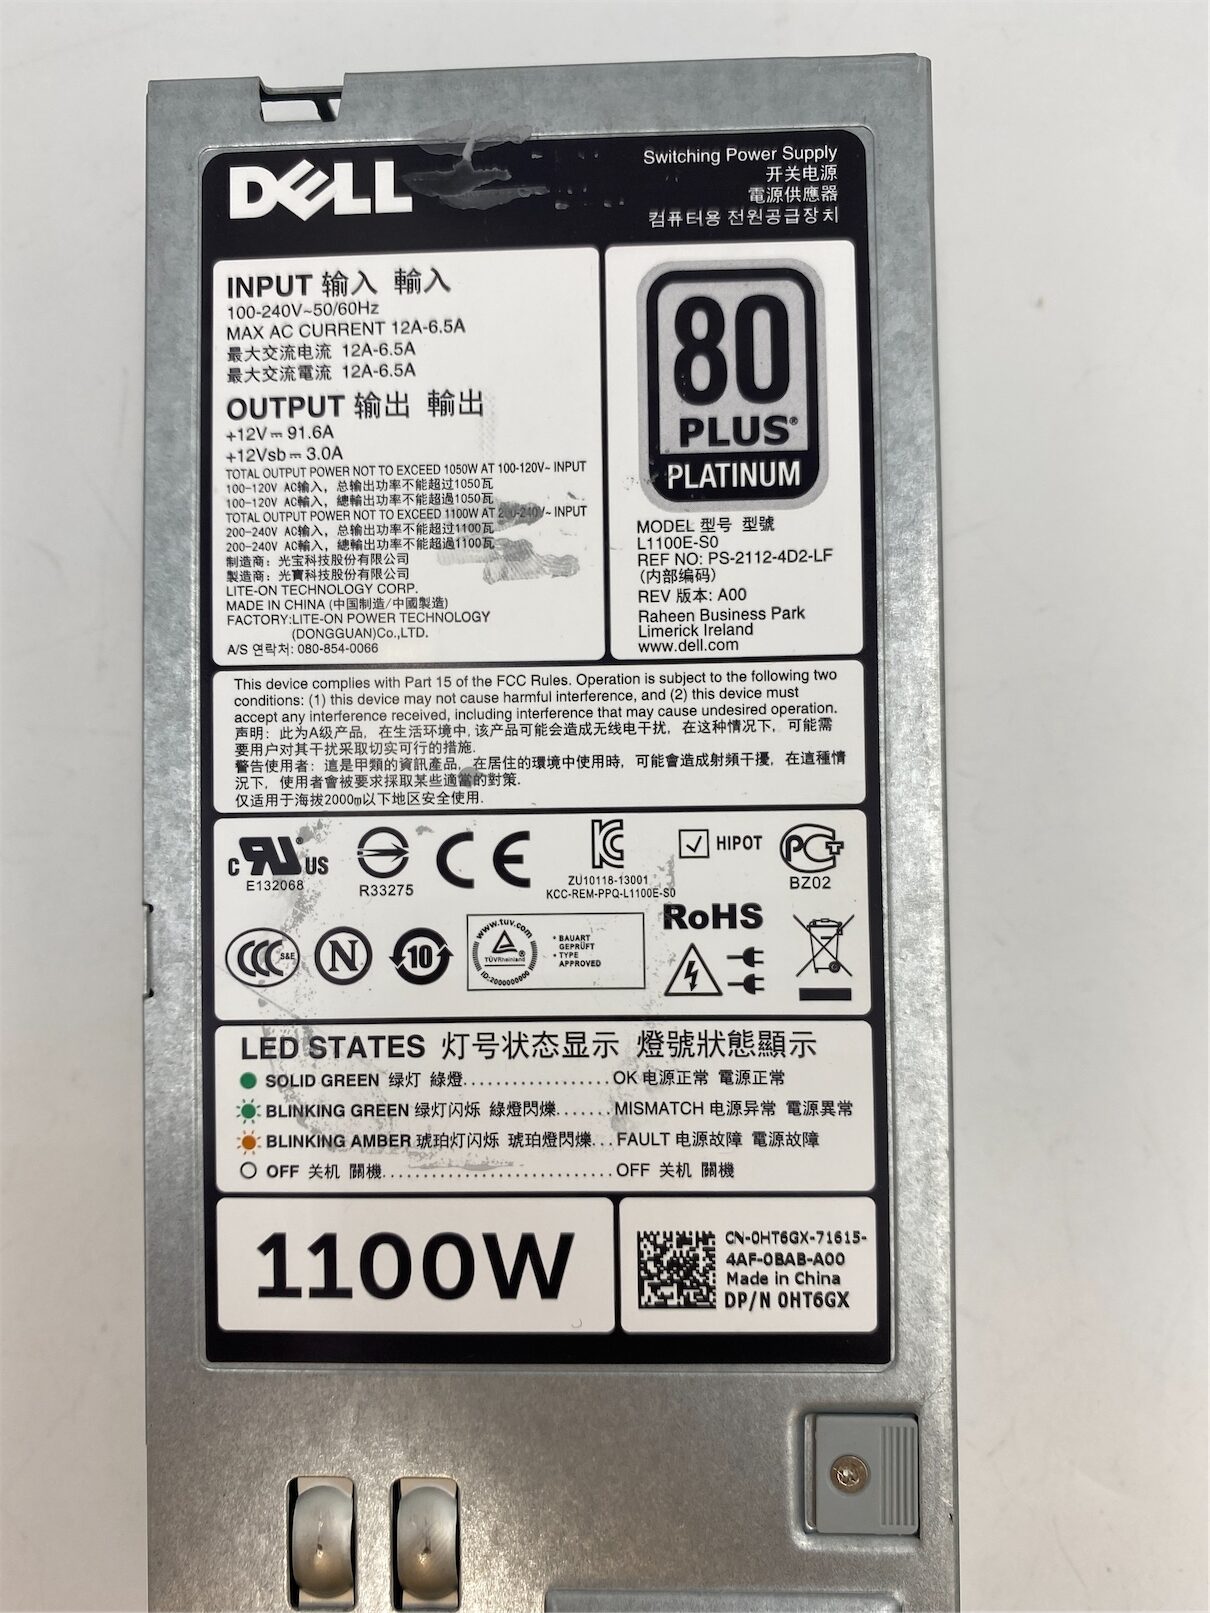 DELL
Switching Power Supply
开关电源
電源供應器
컴퓨터용 전원공급장치
INPUT 输入 輸入
100-240V~50/60Hz
MAX AC CURRENT 12A-6.5A
最大交流电流 12A-6.5A
最大交流電流 12A-6.5A
OUTPUT 输出 輸出
+12V⎓91.6A
+12Vsb⎓3.0A
TOTAL OUTPUT POWER NOT TO EXCEED 1050W AT 100-120V~ INPUT
100-120V AC输入，总输出功率不能超过1050瓦
100-120V AC輸入，總輸出功率不能超過1050瓦
TOTAL OUTPUT POWER NOT TO EXCEED 1100W AT 200-240V~ INPUT
200-240V AC输入，总输出功率不能超过1100瓦
200-240V AC輸入，總輸出功率不能超過1100瓦
制造商：光宝科技股份有限公司
製造商：光寶科技股份有限公司
LITE-ON TECHNOLOGY CORP.
MADE IN CHINA (中国制造/中國製造)
FACTORY:LITE-ON POWER TECHNOLOGY
(DONGGUAN)Co.,LTD.
A/S 연락처: 080-854-0066
80
PLUS®
PLATINUM
MODEL 型号 型號
L1100E-S0
REF NO: PS-2112-4D2-LF
(内部编码)
REV 版本: A00
Raheen Business Park
Limerick Ireland
www.dell.com
This device complies with Part 15 of the FCC Rules. Operation is subject to the following two
conditions: (1) this device may not cause harmful interference, and (2) this device must
accept any interference received, including interference that may cause undesired operation.
声明：此为A级产品，在生活环境中,该产品可能会造成无线电干扰，在这种情况下，可能需
要用户对其干扰采取切实可行的措施.
警告使用者：這是甲類的資訊產品，在居住的環境中使用時，可能會造成射頻干擾，在這種情
況下，使用者會被要求採取某些適當的對策.
仅适用于海拔2000m以下地区安全使用.
C RU® US
E132068
R33275
CE
ZU10118-13001
KCC-REM-PPQ-L1100E-S0
HIPOT
PCT
BZ02
CCC S&E
N
10
www.tuv.com
TÜVRheinland
ID:2000000000
* BAUART
GEPRÜFT
* TYPE
APPROVED
RoHS
LED STATES 灯号状态显示 燈號狀態顯示
SOLID GREEN 绿灯 綠燈..................OK 电源正常 電源正常
BLINKING GREEN 绿灯闪烁 綠燈閃爍.......MISMATCH 电源异常 電源異常
BLINKING AMBER 琥珀灯闪烁 琥珀燈閃爍...FAULT 电源故障 電源故障
OFF 关机 關機............................OFF 关机 關機
1100W
CN-0HT6GX-71615-
4AF-0BAB-A00
Made in China
DP/N 0HT6GX